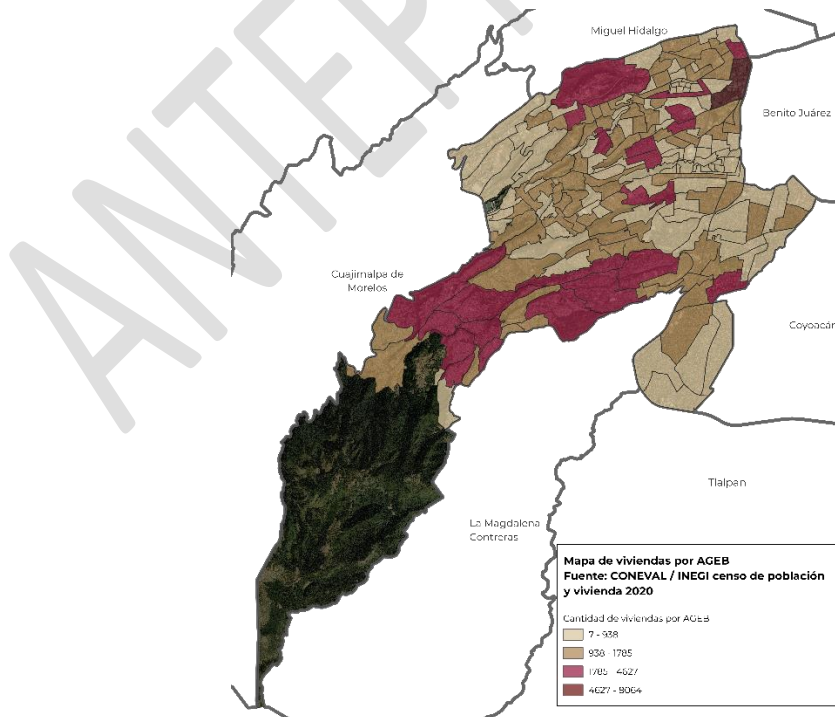 ANTEP
Miguel Hidalgo
Benito Juárez
Cuajimalpa de
Morelos
Coyoacán
Tlalpan
La Magdalena
Contreras
Mapa de viviendas por AGEB
Fuente: CONEVAL / INEGI censo de población
y vivienda 2020
Cantidad de viviendas por AGEB
7 - 938
938 - 1785
1785 - 4627
4627 - 9064